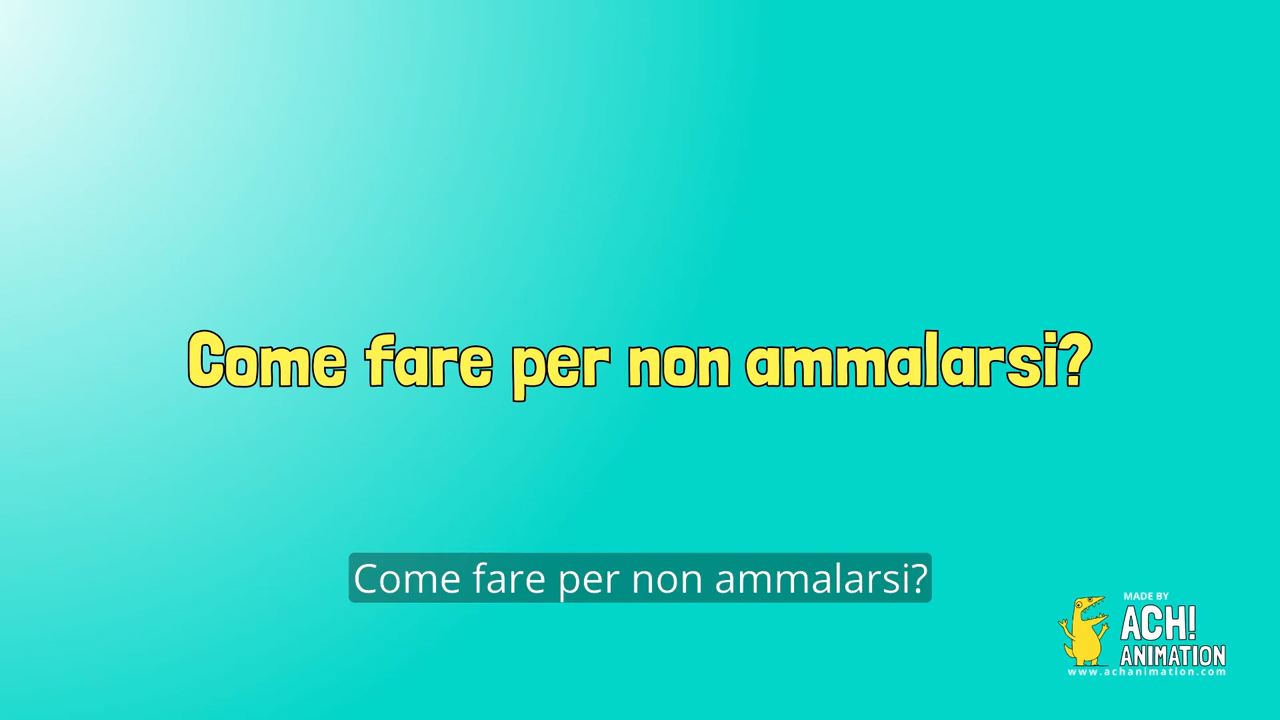 Come fare per non ammalarsi?
Come fare per non ammalarsi?
MADE BY
ACH!
ANIMATION
www.achanimation.com